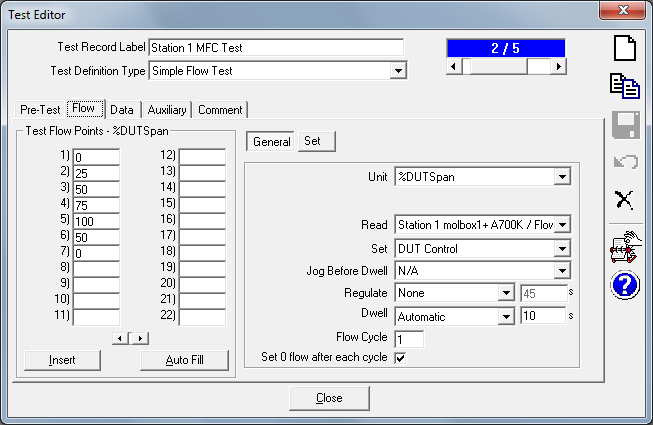 Test Editor
Test Record Label Station 1 MFC Test
2 / 5
Test Definition Type Simple Flow Test
Pre-Test Flow Data Auxiliary Comment
Test Flow Points - %DUTSpan
1) 0 12)
2) 25 13)
3) 50 14)
4) 75 15)
5) 100 16)
6) 50 17)
7) 0 18)
8) 19)
9) 20)
10) 21)
11) 22)
Insert Auto Fill
General Set
Unit %DUTSpan
Read Station 1 molbox1+ A700K / Flow
Set DUT Control
Jog Before Dwell N/A
Regulate None 45 s
Dwell Automatic 10 s
Flow Cycle 1
Set 0 flow after each cycle
Close